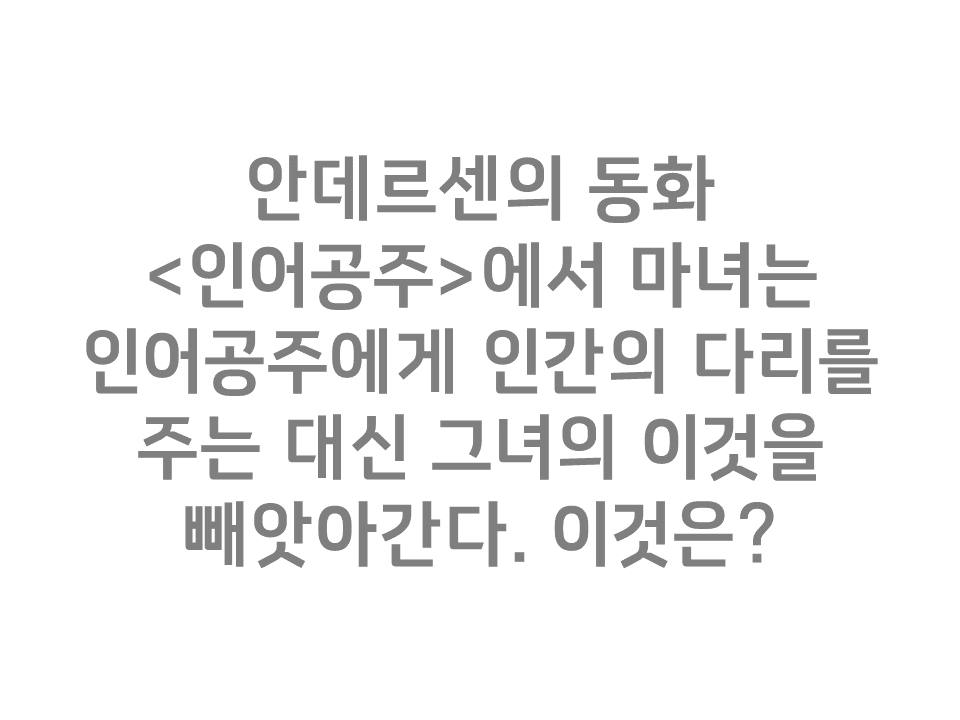 안데르센의 동화
<인어공주>에서 마녀는
인어공주에게 인간의 다리를
주는 대신 그녀의 이것을
빼앗아간다. 이것은?